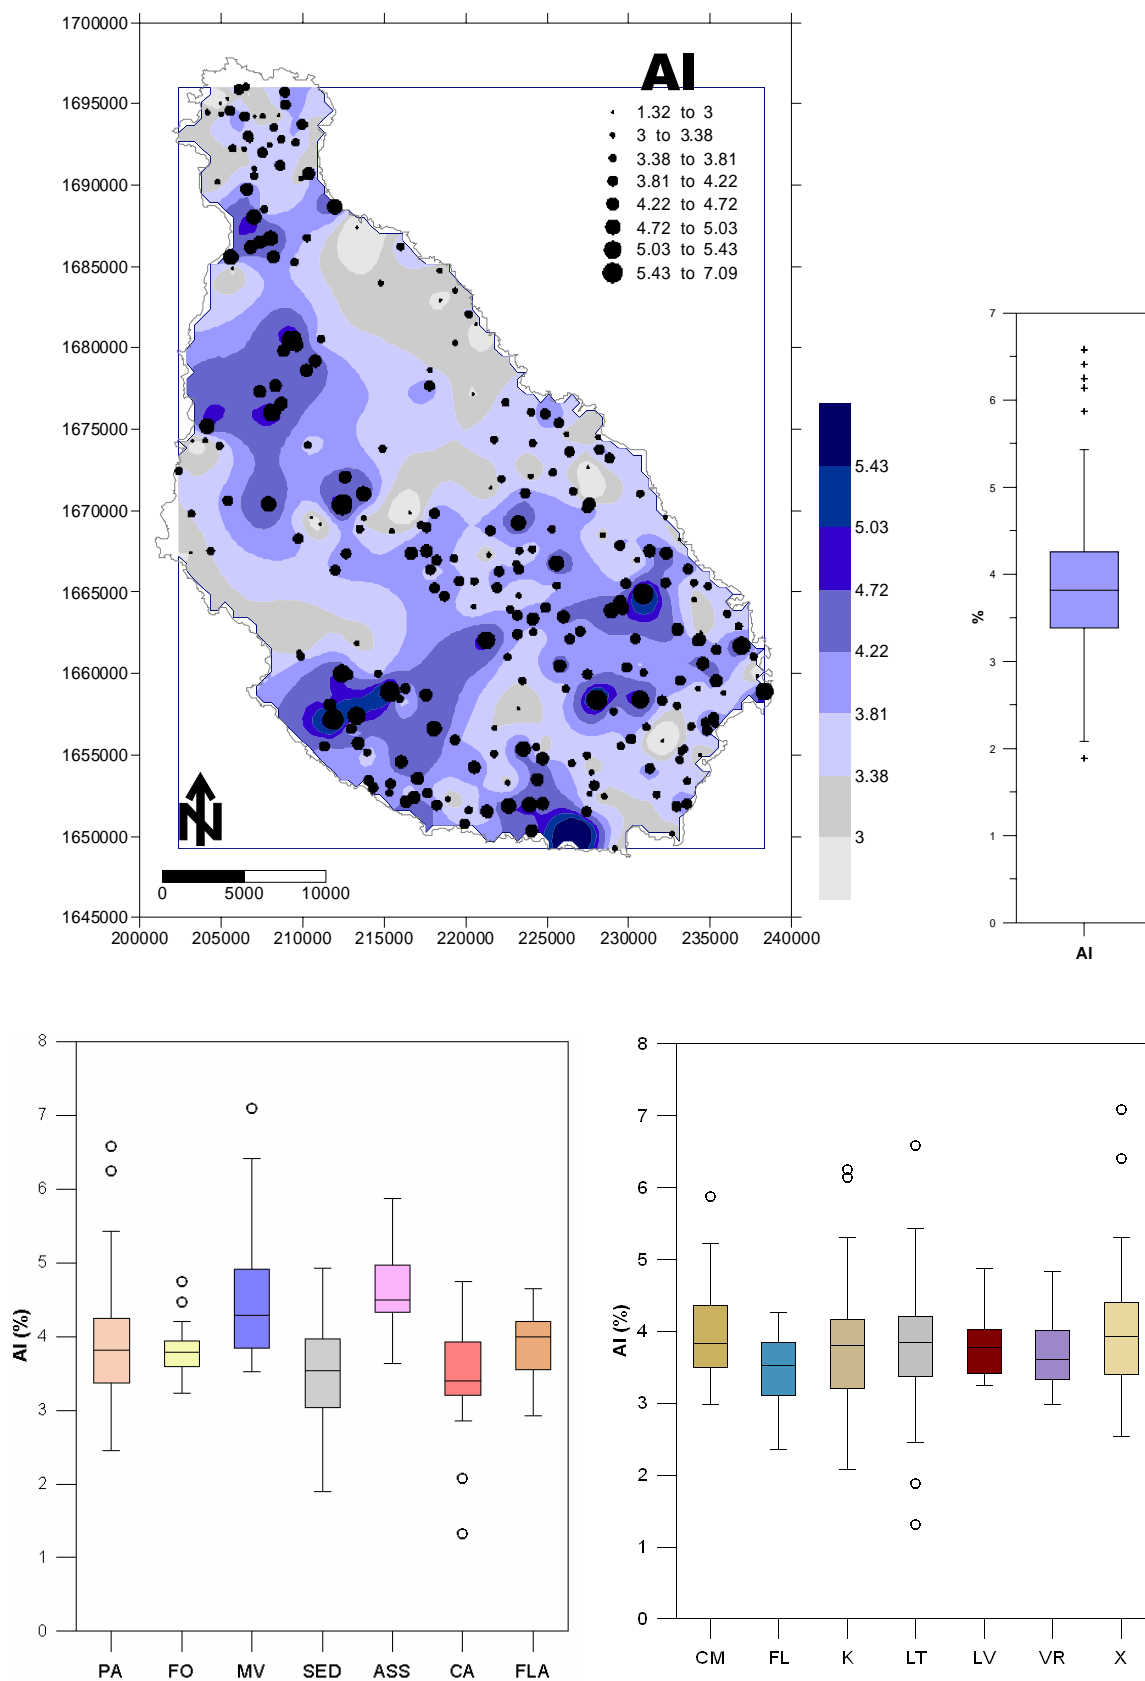 1700000
1695000
1690000
1685000
1680000
1675000
1670000
1665000
1660000
1655000
1650000
1645000
200000 205000 210000 215000 220000 225000 230000 235000 240000
Al
1.32 to 3
3 to 3.38
3.38 to 3.81
3.81 to 4.22
4.22 to 4.72
4.72 to 5.03
5.03 to 5.43
5.43 to 7.09
N
0 5000 10000
5.43
5.03
4.72
4.22
3.81
3.38
3
7
6
5
4
3
2
1
0
%
Al
8
7
6
5
4
3
2
1
0
Al (%)
PA FO MV SED ASS CA FLA
8
7
6
5
4
3
2
1
0
Al (%)
CM FL K LT LV VR X